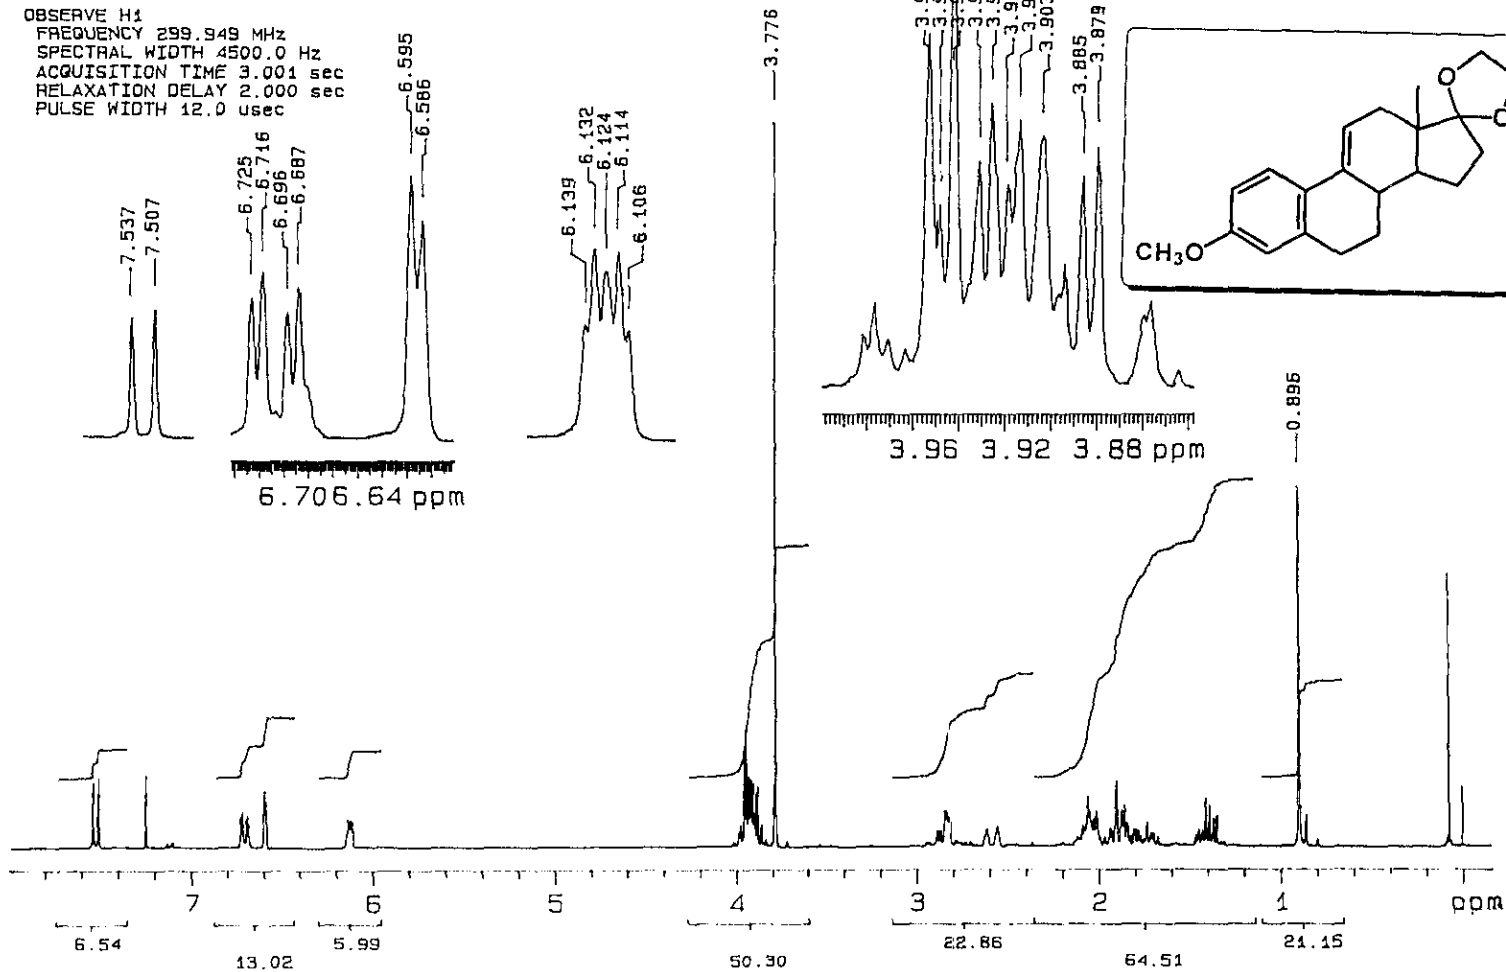 OBSERVE H1
FREQUENCY 299.949 MHz
SPECTRAL WIDTH 4500.0 Hz
ACQUISITION TIME 3.001 sec
RELAXATION DELAY 2.000 sec
PULSE WIDTH 12.0 usec
7.537
7.507
6.725
6.716
6.696
6.687
6.595
6.586
6.139
6.132
6.124
6.114
6.106
3.776
3.903
3.885
3.879
0.896
O
O
CH3O
6.70 6.64 ppm
3.96 3.92 3.88 ppm
7 6 5 4 3 2 1 ppm
6.54 13.02 5.99 50.30 22.86 64.51 21.15